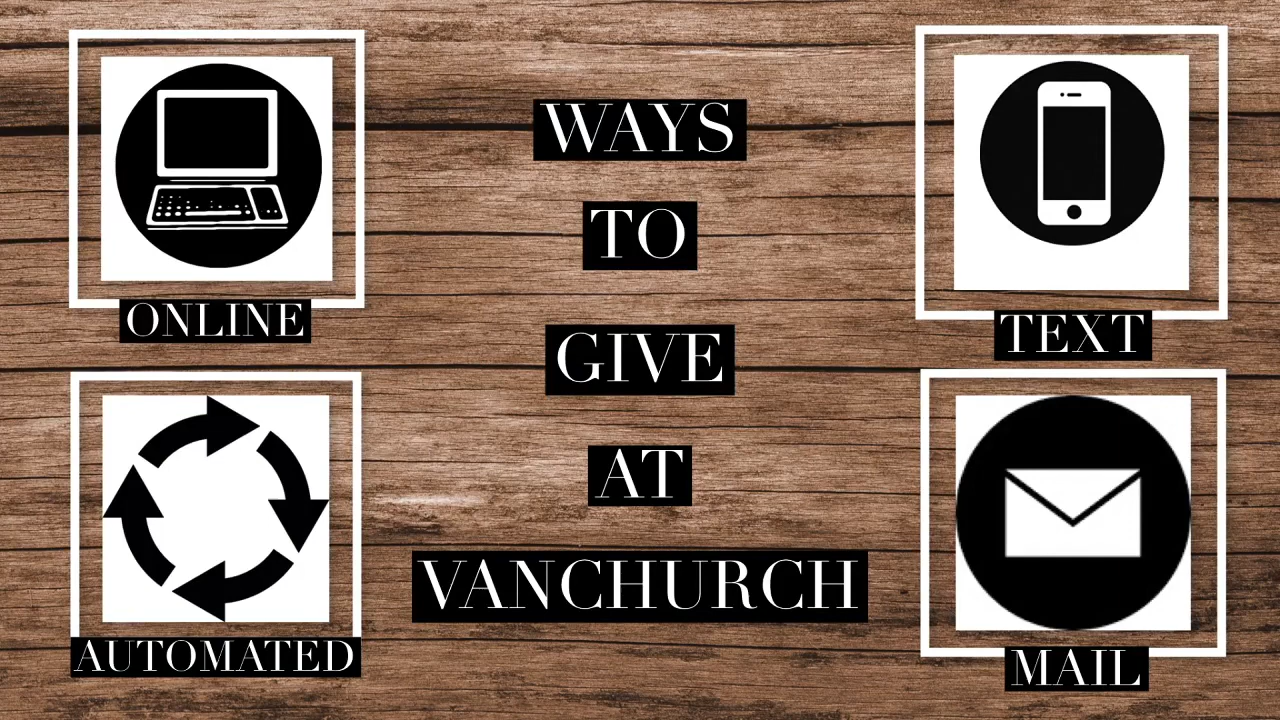 WAYS
TO
GIVE
AT
VANCHURCH
ONLINE
TEXT
AUTOMATED
MAIL